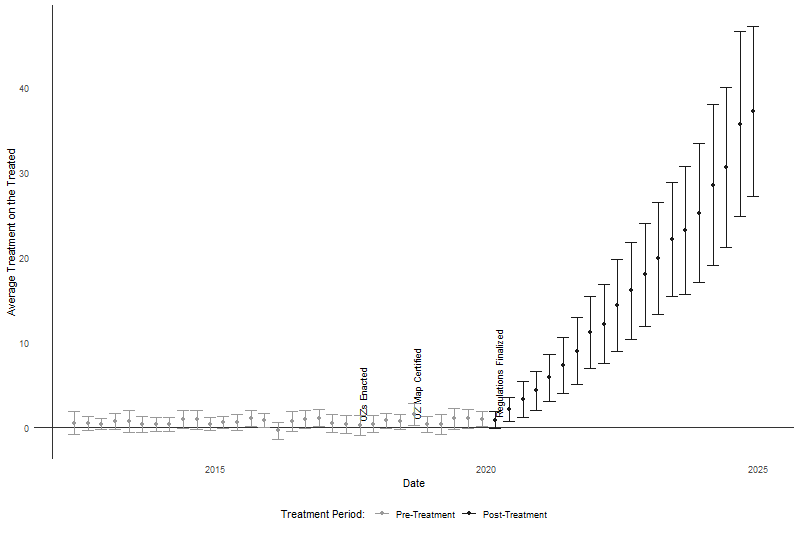 Average Treatment on the Treated
40
30
20
10
0
OZs Enacted
OZ Map Certified
Regulations Finalized
2015
2020
2025
Date
Treatment Period:
Pre-Treatment
Post-Treatment